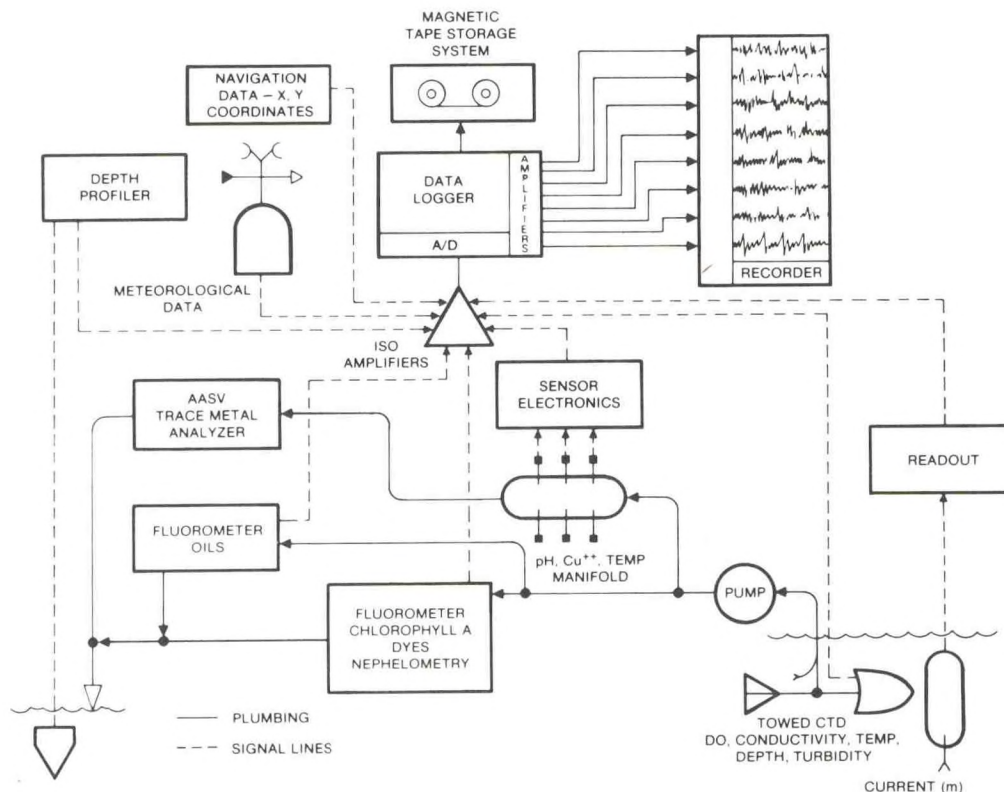 MAGNETIC
TAPE STORAGE
SYSTEM
NAVIGATION
DATA – X, Y
COORDINATES
DEPTH
PROFILER
DATA
LOGGER
AMPLIFIERS
A/D
RECORDER
METEOROLOGICAL
DATA
ISO
AMPLIFIERS
AASV
TRACE METAL
ANALYZER
SENSOR
ELECTRONICS
READOUT
FLUOROMETER
OILS
pH, Cu++, TEMP
MANIFOLD
PUMP
FLUOROMETER
CHLOROPHYLL A
DYES
NEPHELOMETRY
PLUMBING
SIGNAL LINES
TOWED CTD
DO, CONDUCTIVITY, TEMP,
DEPTH, TURBIDITY
CURRENT (m)